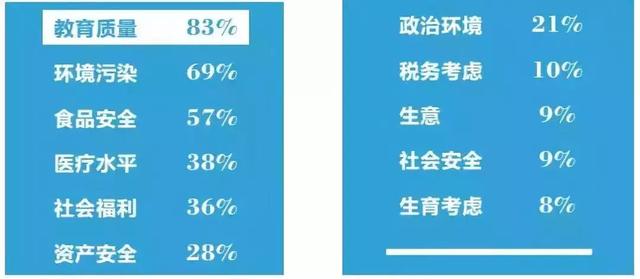 教育质量 83%
环境污染 69%
食品安全 57%
医疗水平 38%
社会福利 36%
资产安全 28%
政治环境 21%
税务考虑 10%
生意 9%
社会安全 9%
生育考虑 8%